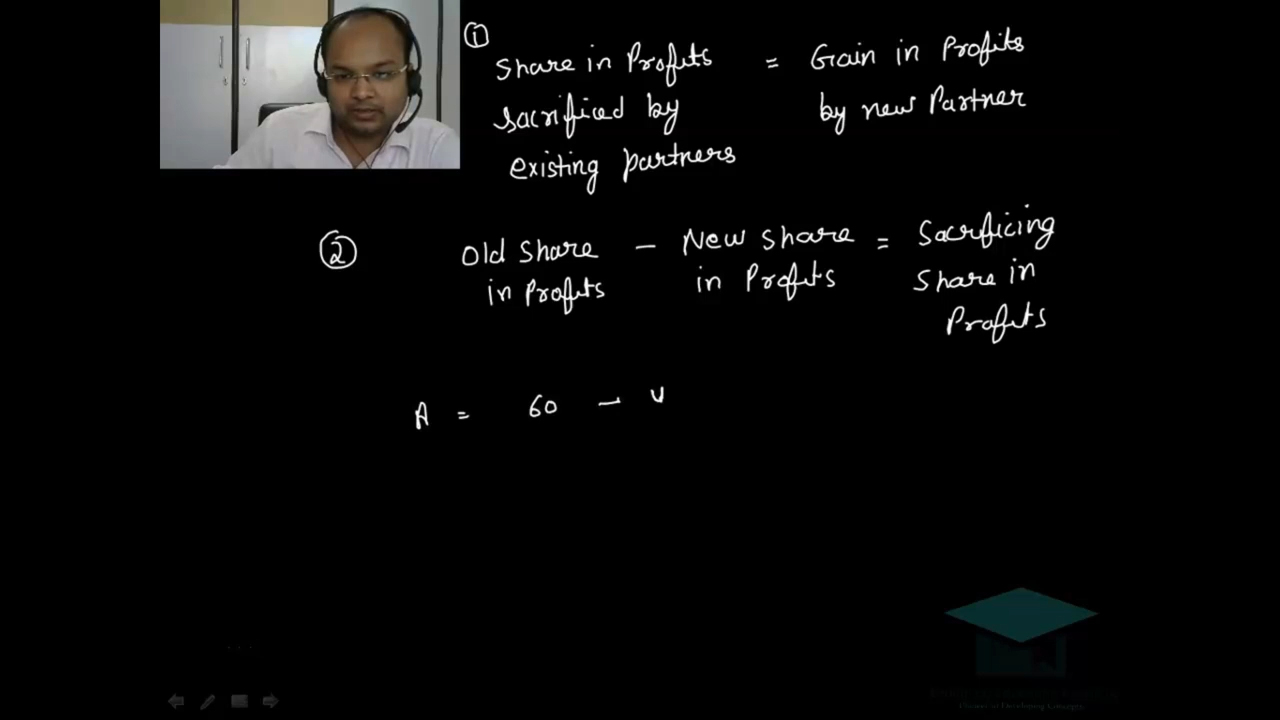 ①
Share in Profits = Gain in Profits
sacrificed by by new Partner
existing partners
② Old share − New share = Sacrificing
in Profits in Profits Share in
Profits
A = 60 −